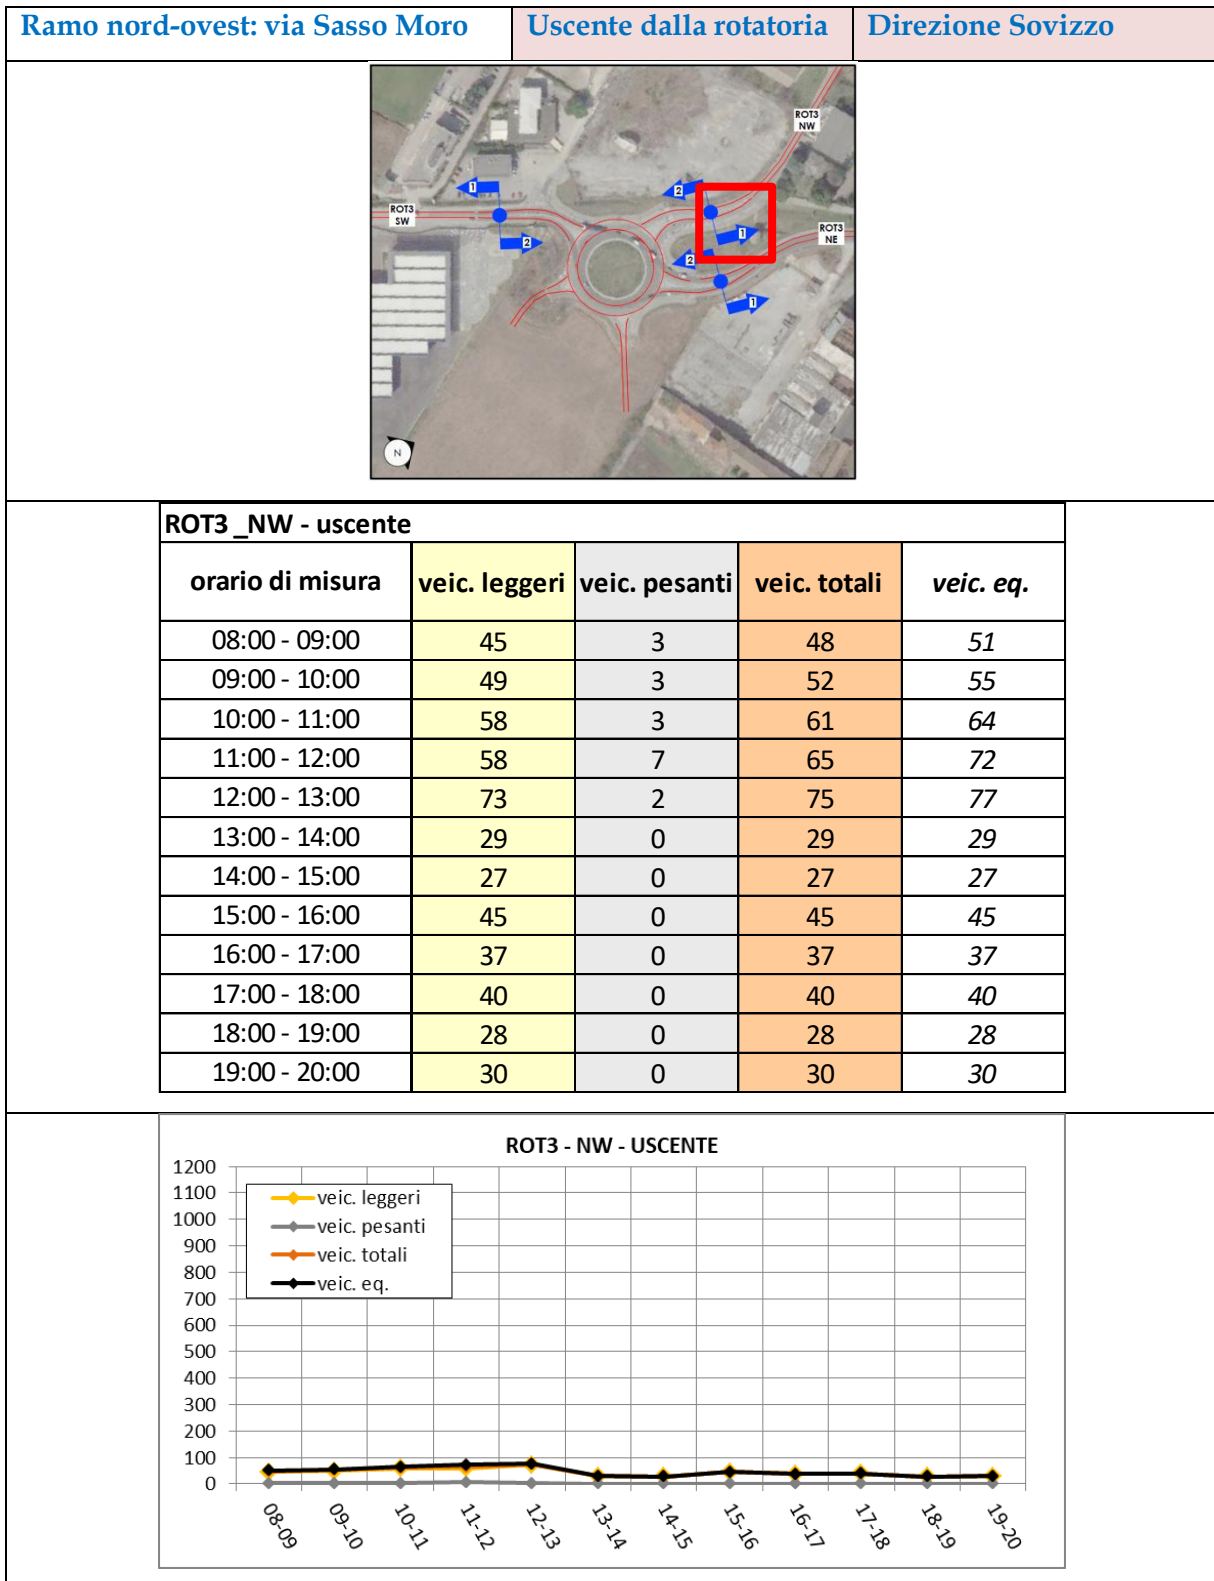 Ramo nord-ovest: via Sasso Moro Uscente dalla rotatoria Direzione Sovizzo
ROT3 NW
2
1
1
ROT3 SW
2
ROT3 NE
1
2
1
N
ROT3 _NW - uscente
orario di misura veic. leggeri veic. pesanti veic. totali veic. eq.
08:00 - 09:00 45 3 48 51
09:00 - 10:00 49 3 52 55
10:00 - 11:00 58 3 61 64
11:00 - 12:00 58 7 65 72
12:00 - 13:00 73 2 75 77
13:00 - 14:00 29 0 29 29
14:00 - 15:00 27 0 27 27
15:00 - 16:00 45 0 45 45
16:00 - 17:00 37 0 37 37
17:00 - 18:00 40 0 40 40
18:00 - 19:00 28 0 28 28
19:00 - 20:00 30 0 30 30
ROT3 - NW - USCENTE
1200
1100
1000
900
800
700
600
500
400
300
200
100
0
veic. leggeri
veic. pesanti
veic. totali
veic. eq.
08-09 09-10 10-11 11-12 12-13 13-14 14-15 15-16 16-17 17-18 18-19 19-20